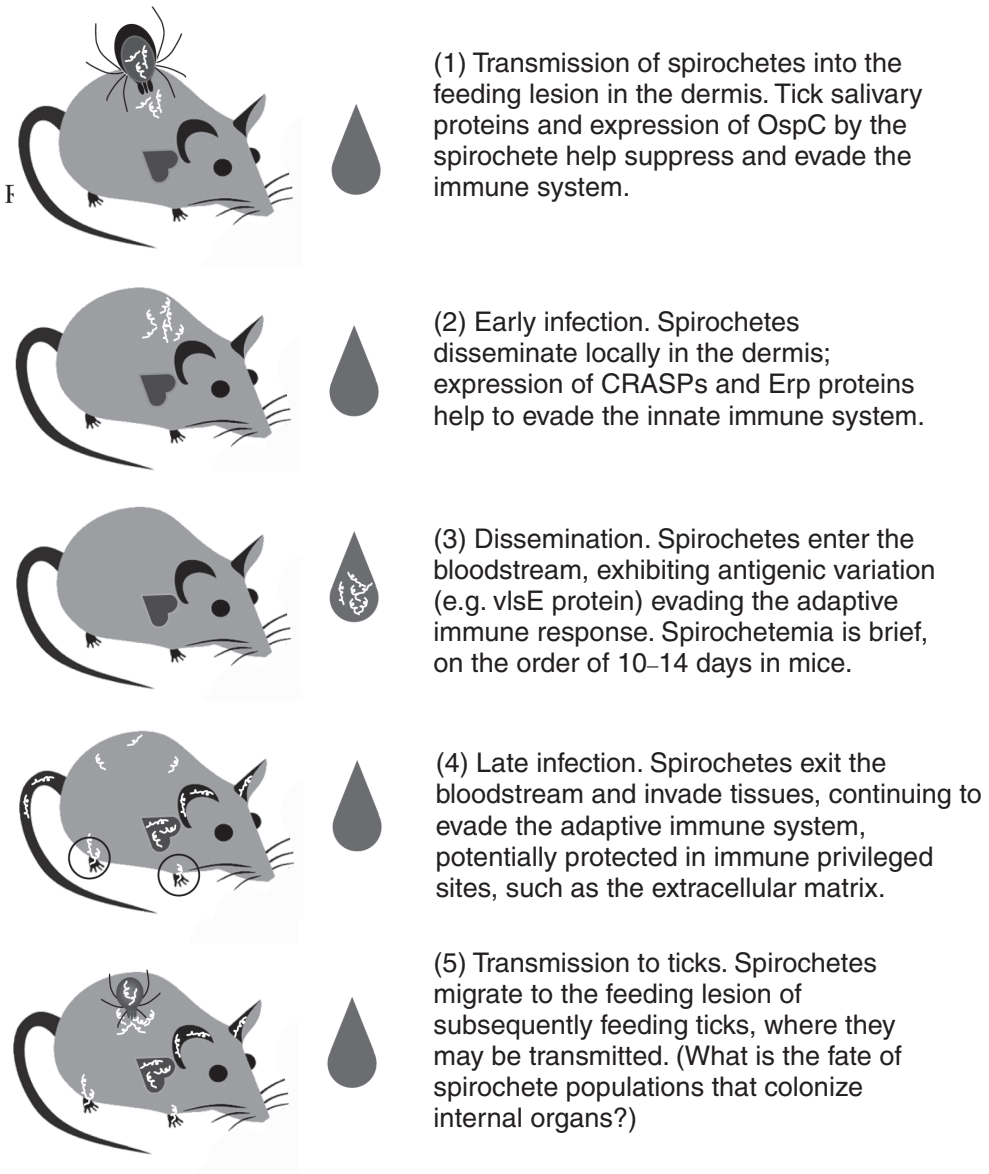 (1) Transmission of spirochetes into the
feeding lesion in the dermis. Tick salivary
proteins and expression of OspC by the
spirochete help suppress and evade the
immune system.
(2) Early infection. Spirochetes
disseminate locally in the dermis;
expression of CRASPs and Erp proteins
help to evade the innate immune system.
(3) Dissemination. Spirochetes enter the
bloodstream, exhibiting antigenic variation
(e.g. vlsE protein) evading the adaptive
immune response. Spirochetemia is brief,
on the order of 10–14 days in mice.
(4) Late infection. Spirochetes exit the
bloodstream and invade tissues, continuing to
evade the adaptive immune system,
potentially protected in immune privileged
sites, such as the extracellular matrix.
(5) Transmission to ticks. Spirochetes
migrate to the feeding lesion of
subsequently feeding ticks, where they
may be transmitted. (What is the fate of
spirochete populations that colonize
internal organs?)